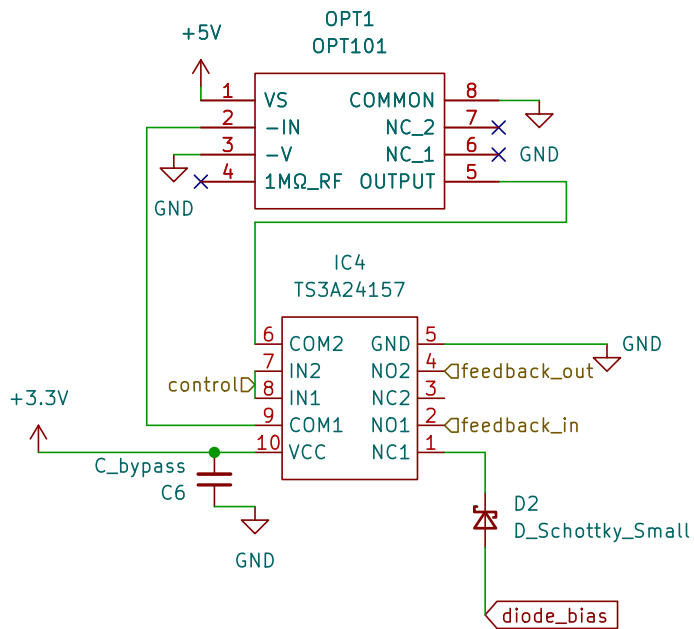 OPT1
OPT101
+5V
1 VS COMMON 8
2 -IN NC_2 7
3 -V NC_1 6 GND
4 1MΩ_RF OUTPUT 5
GND
IC4
TS3A24157
6 COM2 GND 5 GND
7 IN2 NO2 4 feedback_out
control
8 IN1 NC2 3
+3.3V
9 COM1 NO1 2 feedback_in
10 VCC NC1 1
C_bypass
C6
D2
D_Schottky_Small
GND
diode_bias